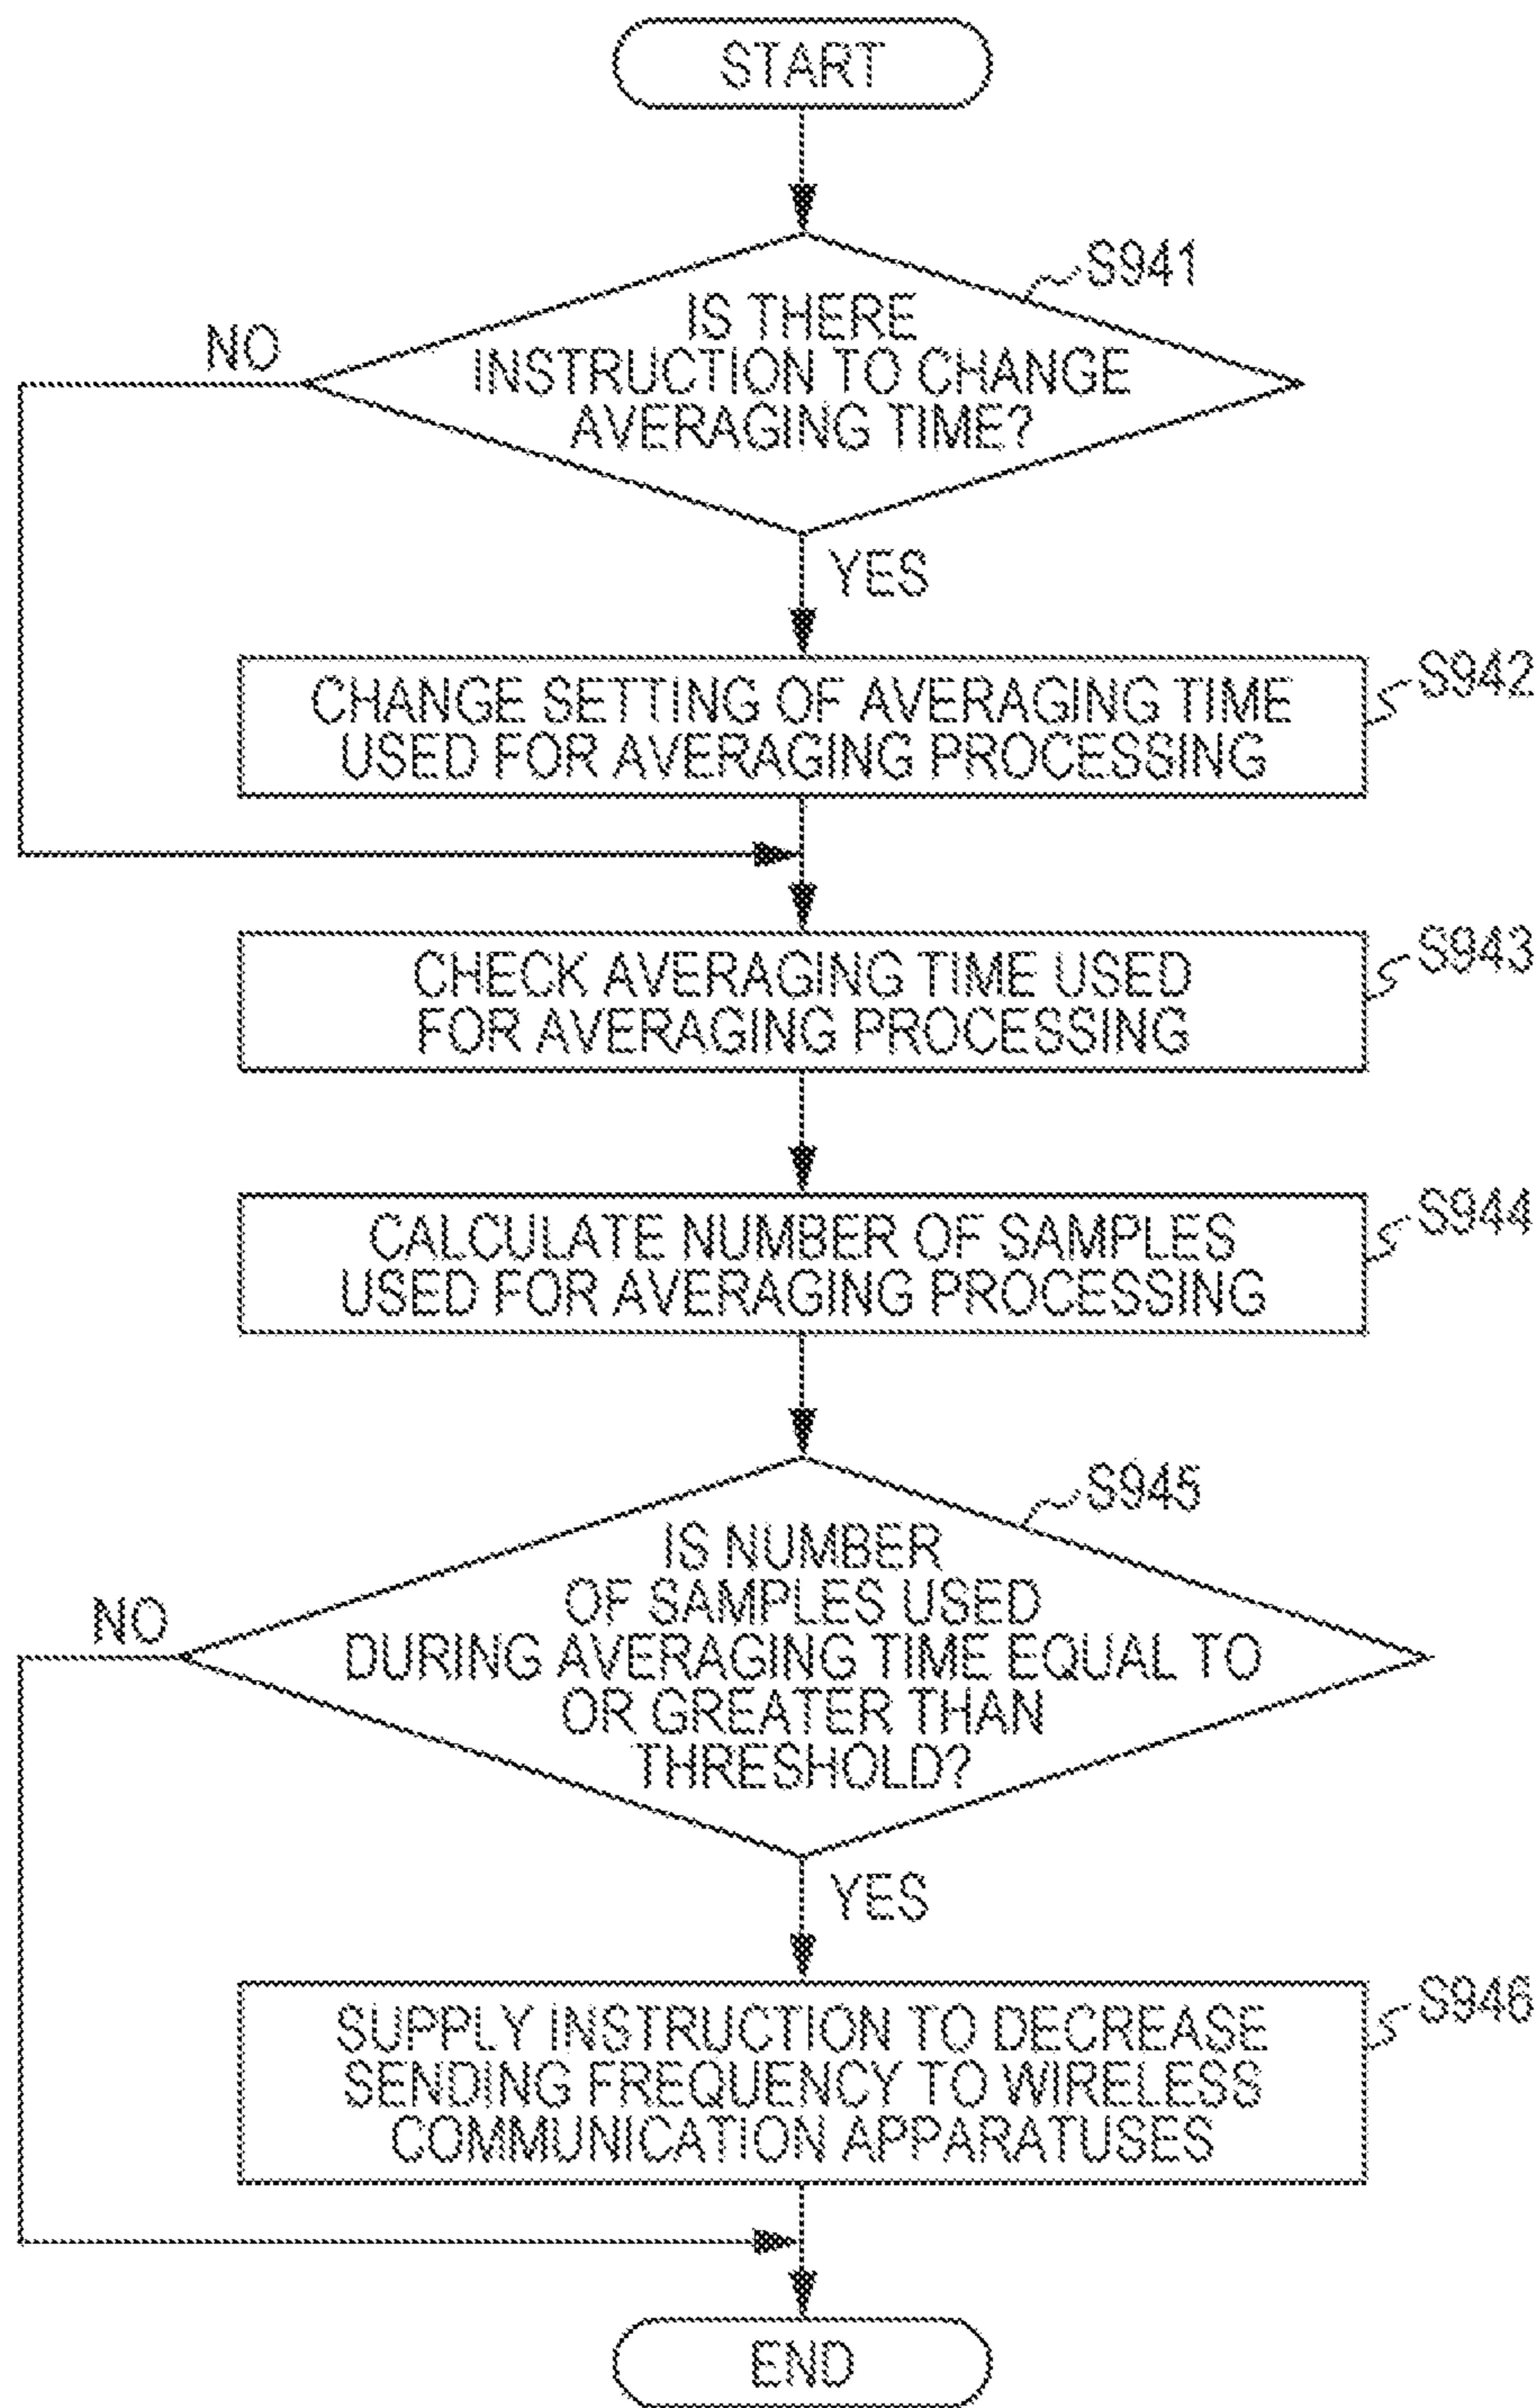 START
S941
IS THERE
NO
INSTRUCTION TO CHANGE
AVERAGING TIME?
YES
S942
CHANGE SETTING OF AVERAGING TIME
USED FOR AVERAGING PROCESSING
S943
CHECK AVERAGING TIME USED
FOR AVERAGING PROCESSING
S944
CALCULATE NUMBER OF SAMPLES
USED FOR AVERAGING PROCESSING
S945
IS NUMBER
OF SAMPLES USED
NO
DURING AVERAGING TIME EQUAL TO
OR GREATER THAN
THRESHOLD?
YES
S946
SUPPLY INSTRUCTION TO DECREASE
SENDING FREQUENCY TO WIRELESS
COMMUNICATION APPARATUSES
END